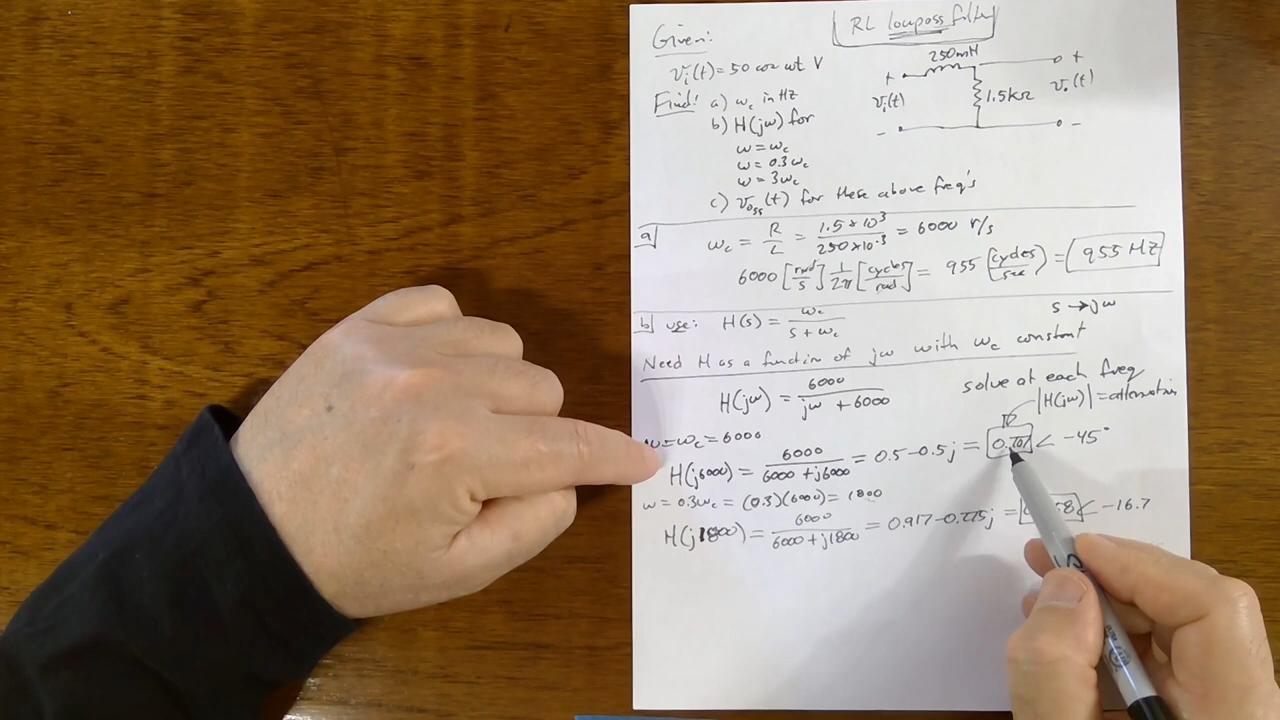 RL lowpass filter
Given:
vi(t) = 50 cos ωt V
Find: a) ωc in Hz
b) H(jω) for
ω = ωc
ω = 0.3ωc
ω = 3ωc
c) voss(t) for these above freq's
250mH
+ +
vi(t) 1.5kΩ vo(t)
- -
a) ωc = R/L = 1.5*10^3 / 250*10^-3 = 6000 r/s
6000 [rad/s] 1/2π [cycles/rad] = 955 (cycles/sec) = 955 Hz
b) use: H(s) = ωc / s + ωc s → jω
Need H as a function of jω with ωc constant
H(jω) = 6000 / jω + 6000 solve at each freq
|H(jω)| = attenuation
ω = ωc = 6000
H(j6000) = 6000 / 6000 + j6000 = 0.5 - 0.5j = 0.707 < -45°
ω = 0.3ωc = (0.3)(6000) = 1800
H(j1800) = 6000 / 6000 + j1800 = 0.917 - 0.275j = < -16.7